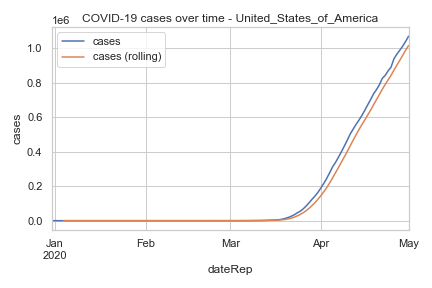 COVID-19 cases over time - United_States_of_America
1e6
cases
cases (rolling)
1.0
0.8
0.6
0.4
0.2
0.0
cases
Jan
2020
Feb
Mar
Apr
May
dateRep